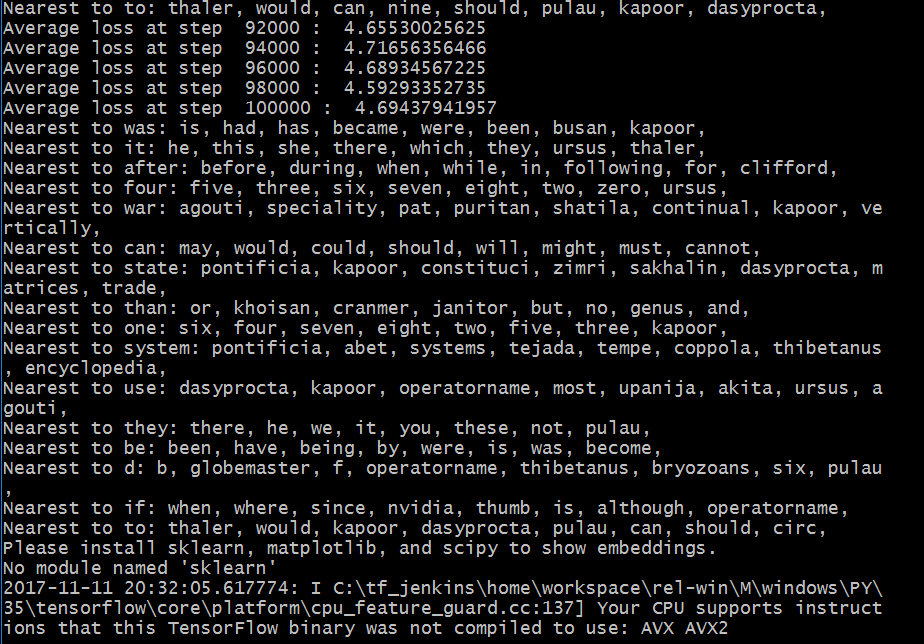 Nearest to to: thaler, would, can, nine, should, pulau, kapoor, dasyprocta,
Average loss at step  92000 :  4.65530025625
Average loss at step  94000 :  4.71656356466
Average loss at step  96000 :  4.68934567225
Average loss at step  98000 :  4.59293352735
Average loss at step  100000 :  4.69437941957
Nearest to was: is, had, has, became, were, been, busan, kapoor,
Nearest to it: he, this, she, there, which, they, ursus, thaler,
Nearest to after: before, during, when, while, in, following, for, clifford,
Nearest to four: five, three, six, seven, eight, two, zero, ursus,
Nearest to war: agouti, speciality, pat, puritan, shatila, continual, kapoor, ve
rtically,
Nearest to can: may, would, could, should, will, might, must, cannot,
Nearest to state: pontificia, kapoor, constituci, zimri, sakhalin, dasyprocta, m
atrices, trade,
Nearest to than: or, khoisan, cranmer, janitor, but, no, genus, and,
Nearest to one: six, four, seven, eight, two, five, three, kapoor,
Nearest to system: pontificia, abet, systems, tejada, tempe, coppola, thibetanus
, encyclopedia,
Nearest to use: dasyprocta, kapoor, operatorname, most, upanija, akita, ursus, a
gouti,
Nearest to they: there, he, we, it, you, these, not, pulau,
Nearest to be: been, have, being, by, were, is, was, become,
Nearest to d: b, globemaster, f, operatorname, thibetanus, bryozoans, six, pulau
,
Nearest to if: when, where, since, nvidia, thumb, is, although, operatorname,
Nearest to to: thaler, would, kapoor, dasyprocta, pulau, can, should, circ,
Please install sklearn, matplotlib, and scipy to show embeddings.
No module named 'sklearn'
2017-11-11 20:32:05.617774: I C:\tf_jenkins\home\workspace\rel-win\M\windows\PY\
35\tensorflow\core\platform\cpu_feature_guard.cc:137] Your CPU supports instruct
ions that this TensorFlow binary was not compiled to use: AVX AVX2